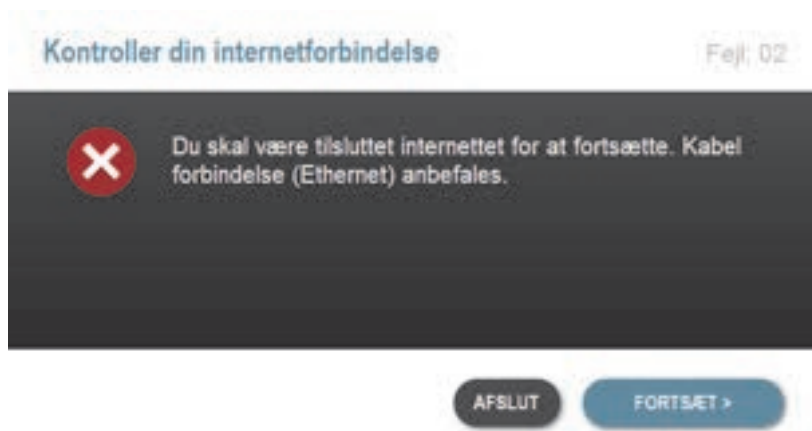 Kontroller din internetforbindelse
Fejl: 02
Du skal være tilsluttet internettet for at fortsætte. Kabel
forbindelse (Ethernet) anbefales.
AFSLUT
FORTSÆT >